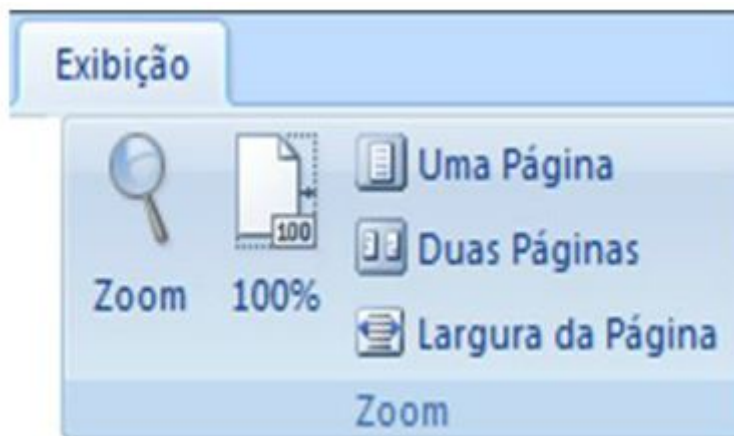 Exibição
Uma Página
Duas Páginas
Largura da Página
100
Zoom
100%
Zoom